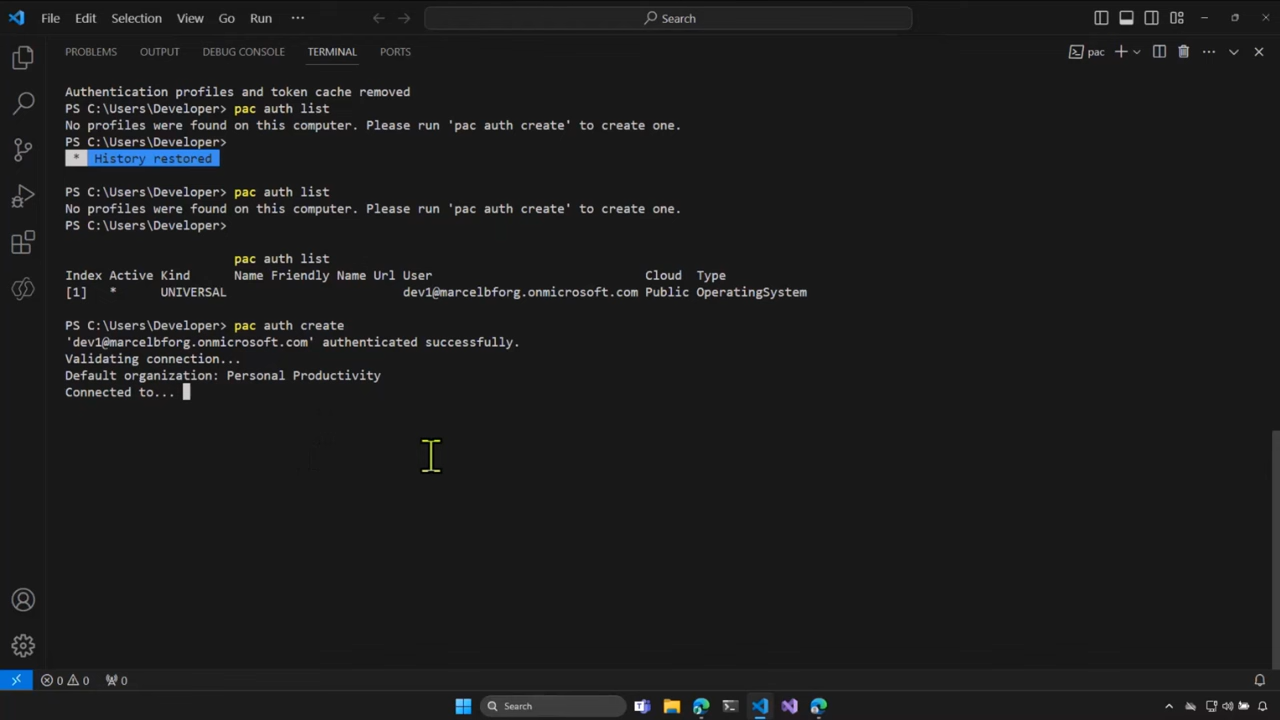 File Edit Selection View Go Run ···
Search
PROBLEMS OUTPUT DEBUG CONSOLE TERMINAL PORTS
pac
Authentication profiles and token cache removed
PS C:\Users\Developer> pac auth list
No profiles were found on this computer. Please run 'pac auth create' to create one.
PS C:\Users\Developer>
* History restored
PS C:\Users\Developer> pac auth list
No profiles were found on this computer. Please run 'pac auth create' to create one.
PS C:\Users\Developer>
pac auth list
Index Active Kind Name Friendly Name Url User Cloud Type
[1] * UNIVERSAL dev1@marcelbforg.onmicrosoft.com Public OperatingSystem
PS C:\Users\Developer> pac auth create
'dev1@marcelbforg.onmicrosoft.com' authenticated successfully.
Validating connection...
Default organization: Personal Productivity
Connected to...
0 0 0
Search